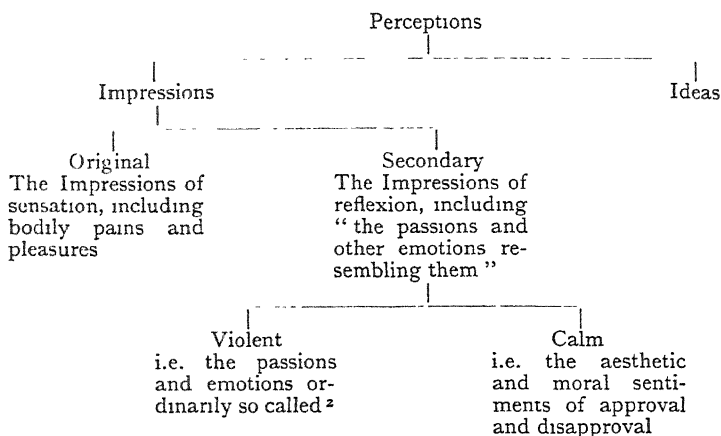 Perceptions
Impressions
Ideas
Original
The Impressions of
sensation, including
bodily pains and
pleasures
Secondary
The Impressions of
reflexion, including
“ the passions and
other emotions re-
sembling them ”
Violent
i.e. the passions
and emotions or-
dinarily so called ²
Calm
i.e. the aesthetic
and moral senti-
ments of approval
and disapproval